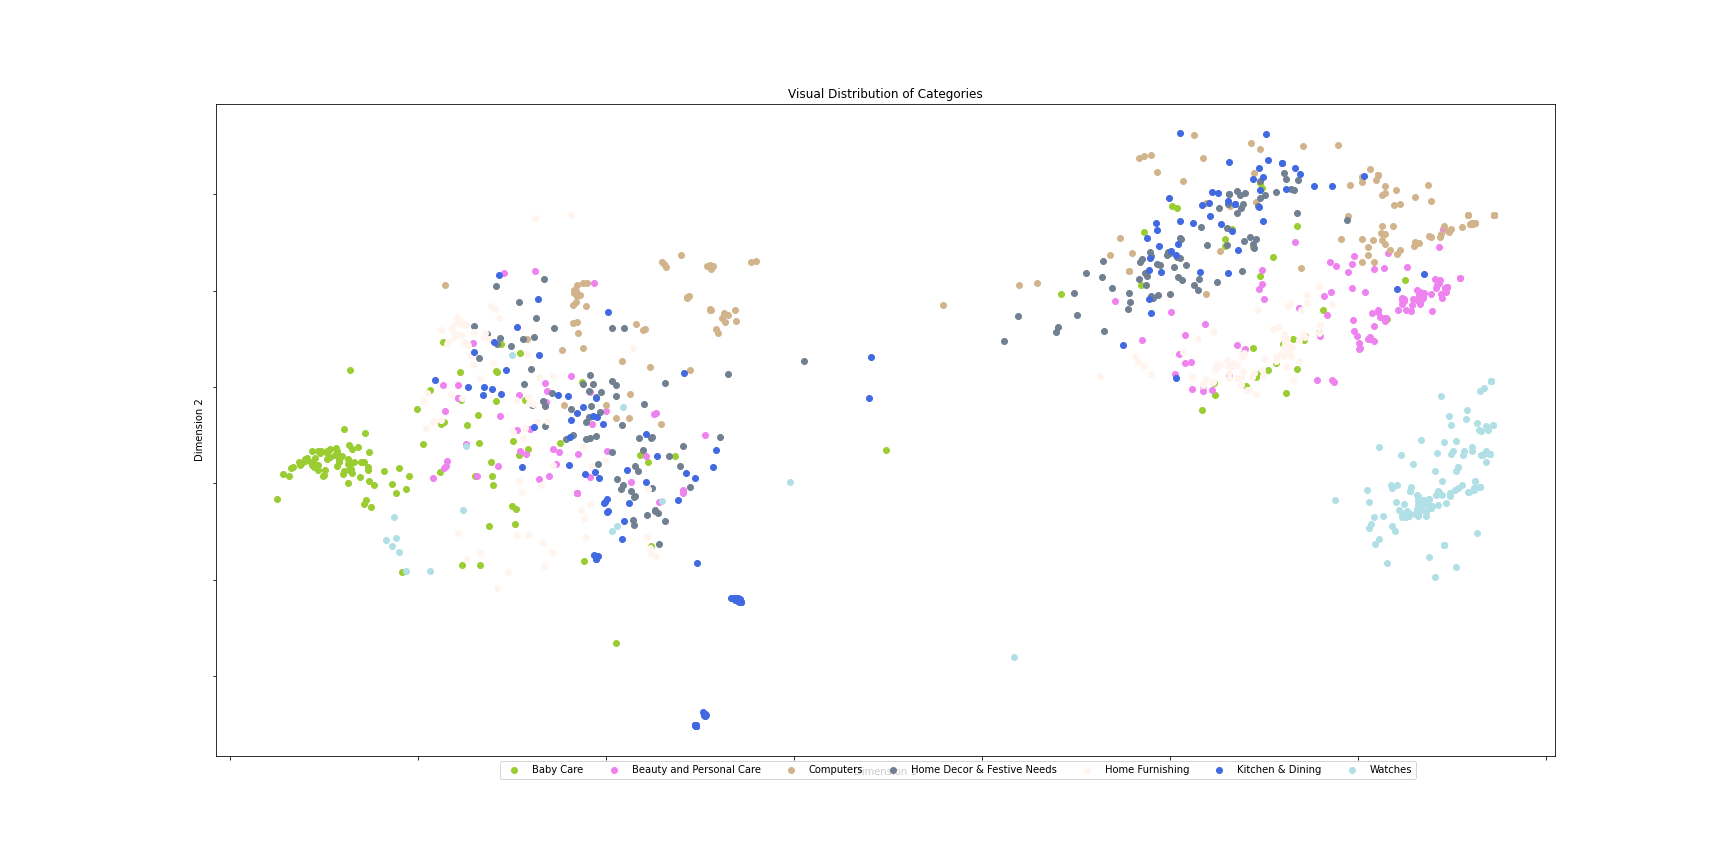 Visual Distribution of Categories
Dimension 2
Baby Care
Beauty and Personal Care
Computers
Home Decor & Festive Needs
Home Furnishing
Kitchen & Dining
Watches